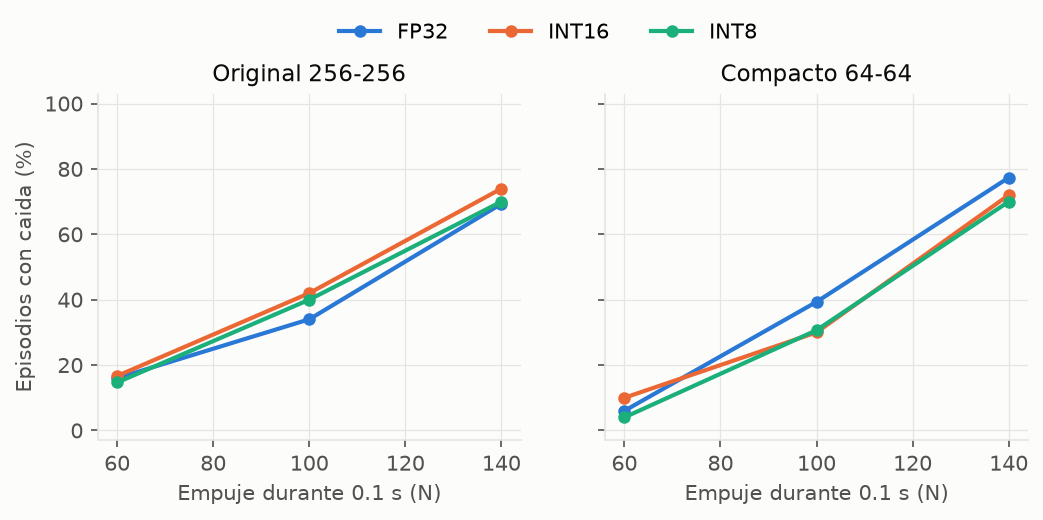 FP32 INT16 INT8
Original 256-256
Compacto 64-64
Episodios con caida (%)
100
80
60
40
20
0
60 80 100 120 140
60 80 100 120 140
Empuje durante 0.1 s (N)
Empuje durante 0.1 s (N)